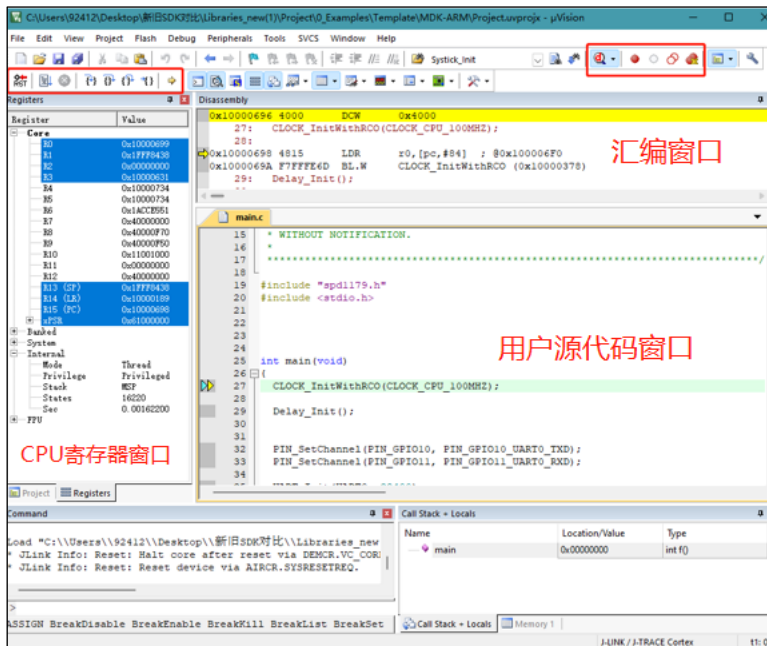 C:\Users\92412\Desktop\新旧SDK对比\Libraries_new(1)\Project\0_Examples\Template\MDK-ARM\Project.uvprojx - µVision
File Edit View Project Flash Debug Peripherals Tools SVCS Window Help
Systick_Init
RST
Registers
Register Value
Core
R0 0x10000699
R1 0x1FFF8438
R2 0x00000000
R3 0x10000631
R4 0x10000734
R5 0x10000734
R6 0x1ACCE551
R7 0x40000000
R8 0x40000F70
R9 0x40000F50
R10 0x11001000
R11 0x00000000
R12 0x40000000
R13 (SP) 0x1FFF8438
R14 (LR) 0x10000189
R15 (PC) 0x10000698
xPSR 0x61000000
Banked
System
Internal
Mode Thread
Privilege Privileged
Stack MSP
States 16220
Sec 0.00162200
FPU
CPU寄存器窗口
Project Registers
Disassembly
0x10000696 4000 DCW 0x4000
27: CLOCK_InitWithRCO(CLOCK_CPU_100MHZ);
28:
0x10000698 4815 LDR r0,[pc,#84] ; @0x100006F0
0x1000069A F7FFFE6D BL.W CLOCK_InitWithRCO (0x10000378)
29: Delay_Init();
汇编窗口
main.c
15 * WITHOUT NOTIFICATION.
16 *
17 ******************************************************************************/
18
19 #include "spd1179.h"
20 #include <stdio.h>
21
22
23
24
25 int main(void)
26 {
27 CLOCK_InitWithRCO(CLOCK_CPU_100MHZ);
28
29 Delay_Init();
30
31
32 PIN_SetChannel(PIN_GPIO10, PIN_GPIO10_UART0_TXD);
33 PIN_SetChannel(PIN_GPIO11, PIN_GPIO11_UART0_RXD);
34
用户源代码窗口
Command
Load "C:\\Users\\92412\\Desktop\\新旧SDK对比\\Libraries_new
* JLink Info: Reset: Halt core after reset via DEMCR.VC_COR
* JLink Info: Reset: Reset device via AIRCR.SYSRESETREQ.
>
ASSIGN BreakDisable BreakEnable BreakKill BreakList BreakSet
Call Stack + Locals
Name Location/Value Type
main 0x00000000 int f()
Call Stack + Locals Memory 1
J-LINK / J-TRACE Cortex t1: 0